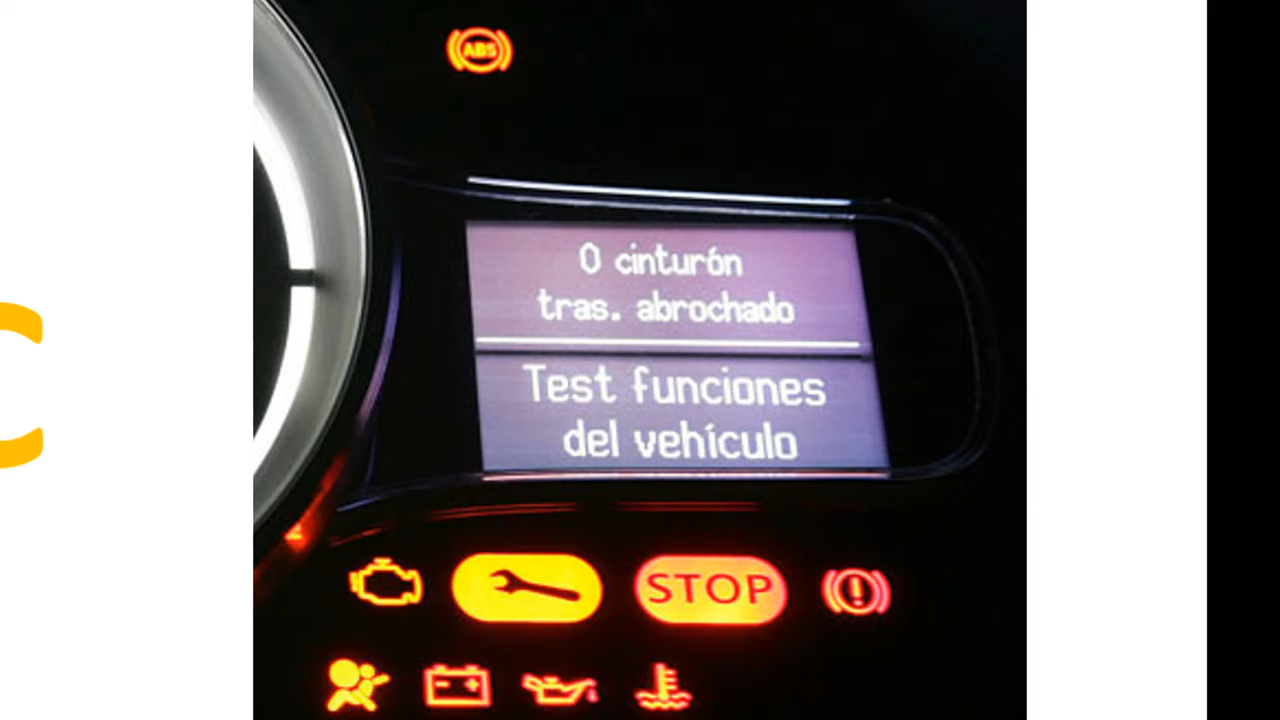 ABS
0 cinturón
tras. abrochado
Test funciones
del vehículo
STOP